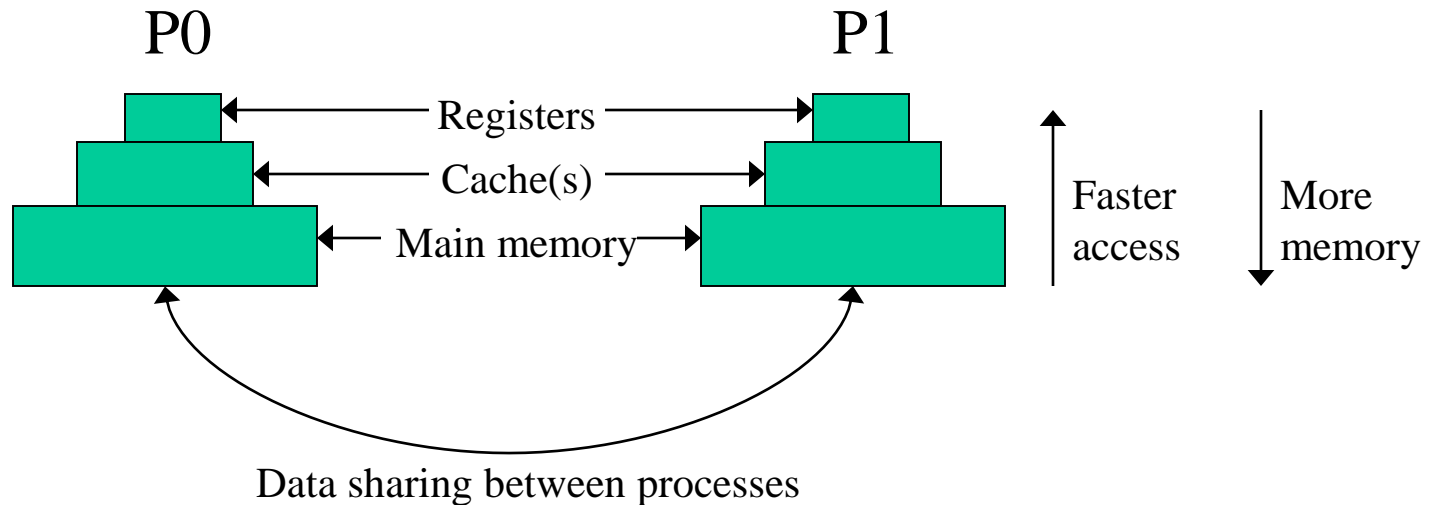 P0
P1
Registers
Cache(s)
Main memory
Faster
access
More
memory
Data sharing between processes